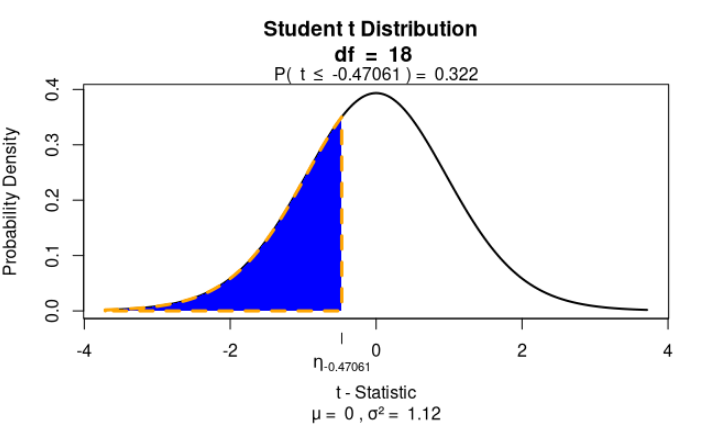 Student t Distribution
df = 18
P( t ≤ -0.47061 ) = 0.322
Probability Density
0.4
0.3
0.2
0.1
0.0
-4 -2 0 2 4
η-0.47061
t - Statistic
μ = 0 , σ² = 1.12